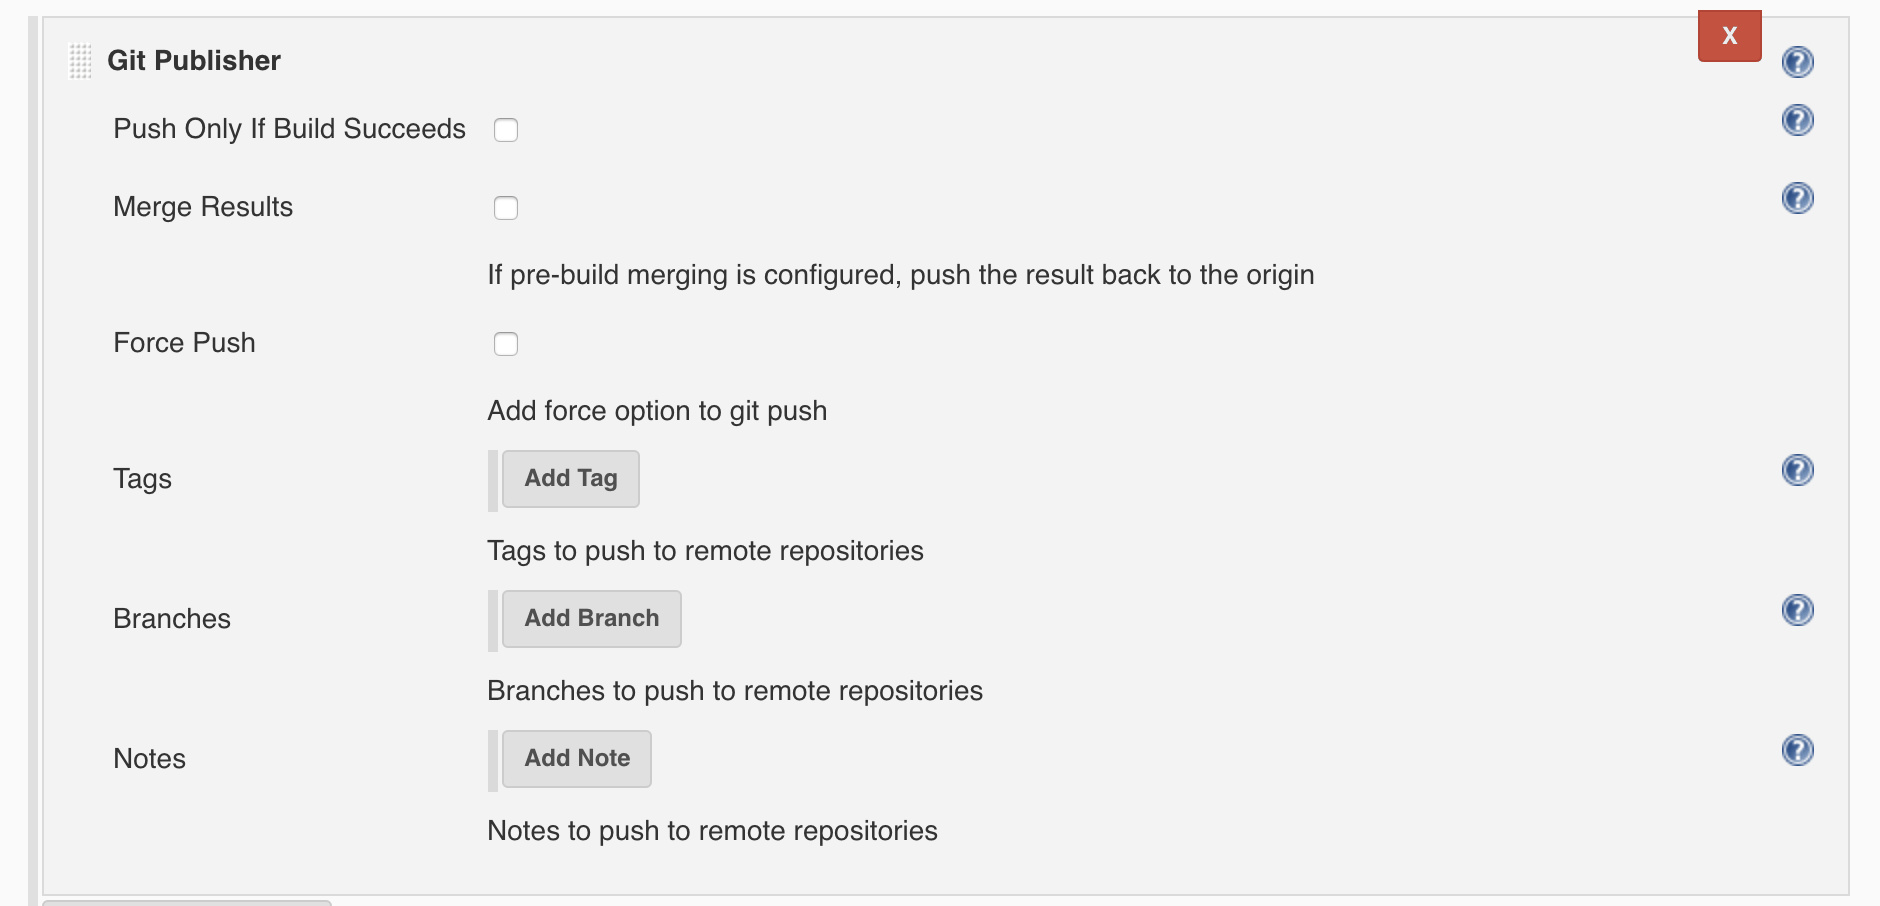 Git Publisher
X
?
Push Only If Build Succeeds
?
Merge Results
?
If pre-build merging is configured, push the result back to the origin
Force Push
Add force option to git push
Tags
Add Tag
?
Tags to push to remote repositories
Branches
Add Branch
?
Branches to push to remote repositories
Notes
Add Note
?
Notes to push to remote repositories